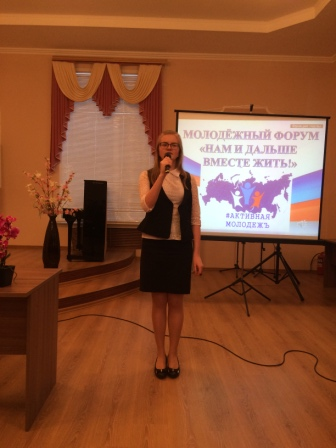 МОЛОДЁЖНЫЙ ФОРУМ
«НАМ И ДАЛЬШЕ
ВМЕСТЕ ЖИТЬ!»
#АКТИВНАЯ
МОЛОДЕЖЪ